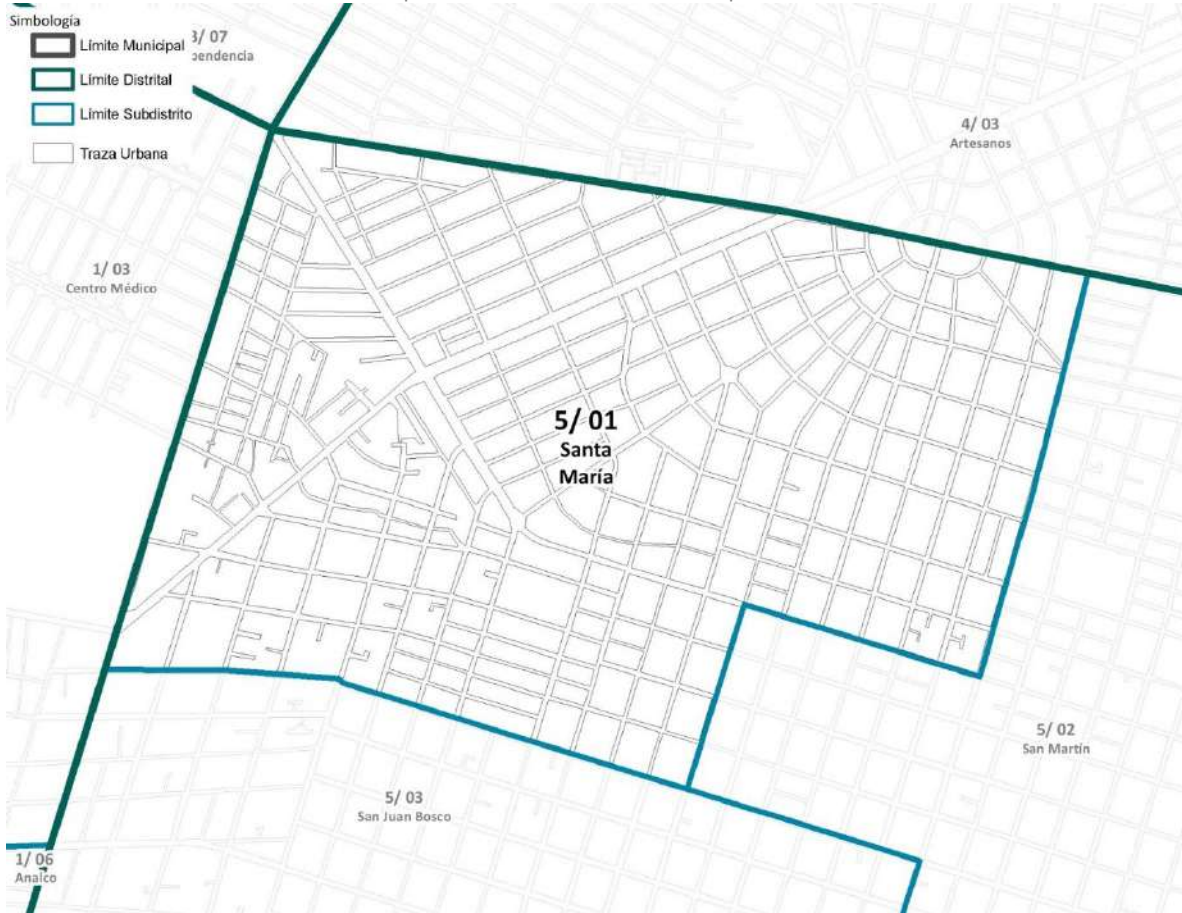 Simbología
Límite Municipal
Límite Distrital
Límite Subdistrito
Traza Urbana
3/ 07
pendencia
4/ 03
Artesanos
1/ 03
Centro Médico
5/ 01
Santa
María
5/ 02
San Martín
5/ 03
San Juan Bosco
1/ 06
Analco